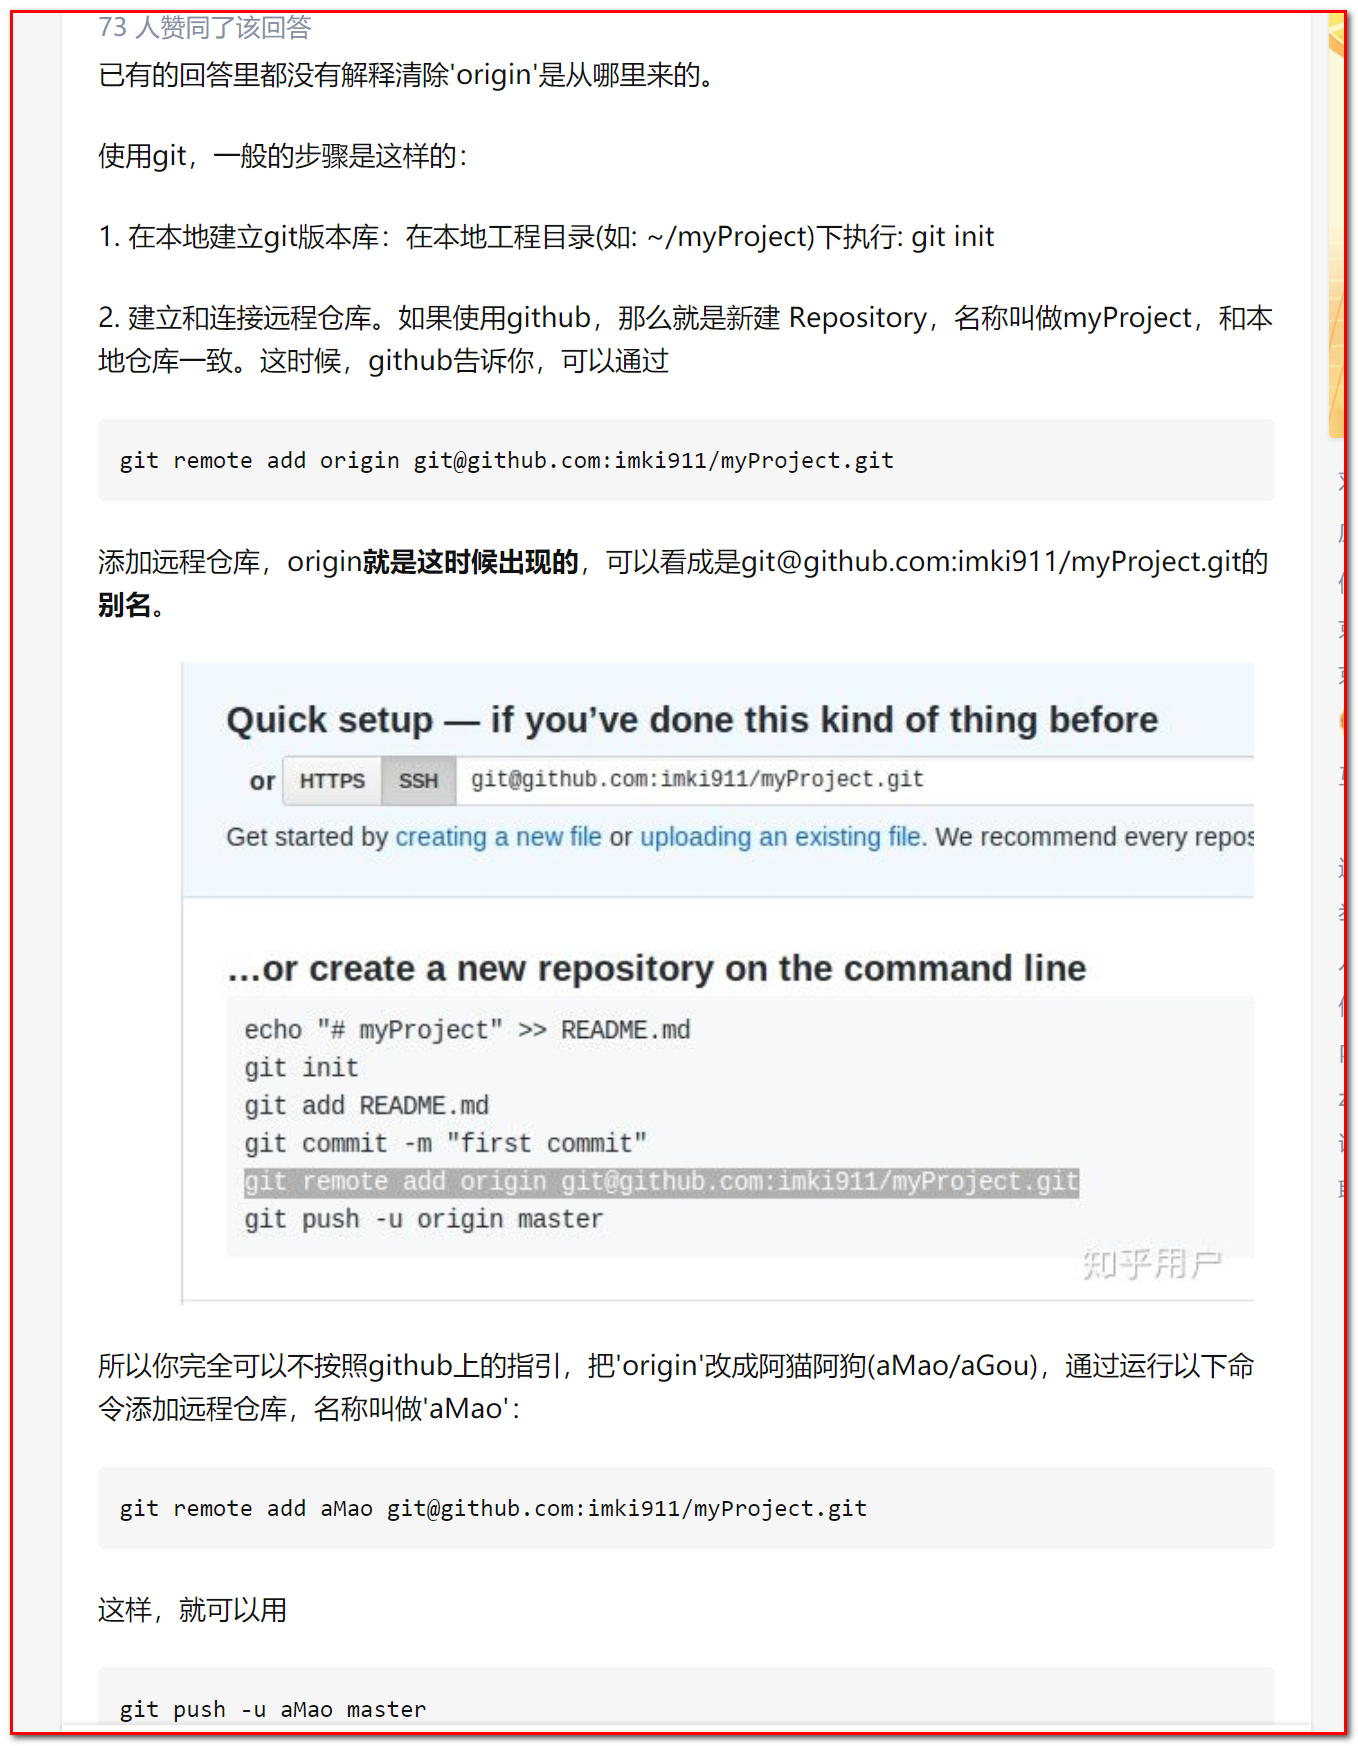 73 人赞同了该回答
已有的回答里都没有解释清除'origin'是从哪里来的。
使用git，一般的步骤是这样的：
1. 在本地建立git版本库：在本地工程目录(如: ~/myProject)下执行: git init
2. 建立和连接远程仓库。如果使用github，那么就是新建 Repository，名称叫做myProject，和本
地仓库一致。这时候，github告诉你，可以通过
git remote add origin git@github.com:imki911/myProject.git
添加远程仓库，origin就是这时候出现的，可以看成是git@github.com:imki911/myProject.git的
别名。
Quick setup — if you’ve done this kind of thing before
or HTTPS SSH git@github.com:imki911/myProject.git
Get started by creating a new file or uploading an existing file. We recommend every repos
...or create a new repository on the command line
echo "# myProject" >> README.md
git init
git add README.md
git commit -m "first commit"
git remote add origin git@github.com:imki911/myProject.git
git push -u origin master
知乎用户
所以你完全可以不按照github上的指引，把'origin'改成阿猫阿狗(aMao/aGou)，通过运行以下命
令添加远程仓库，名称叫做'aMao'：
git remote add aMao git@github.com:imki911/myProject.git
这样，就可以用
git push -u aMao master